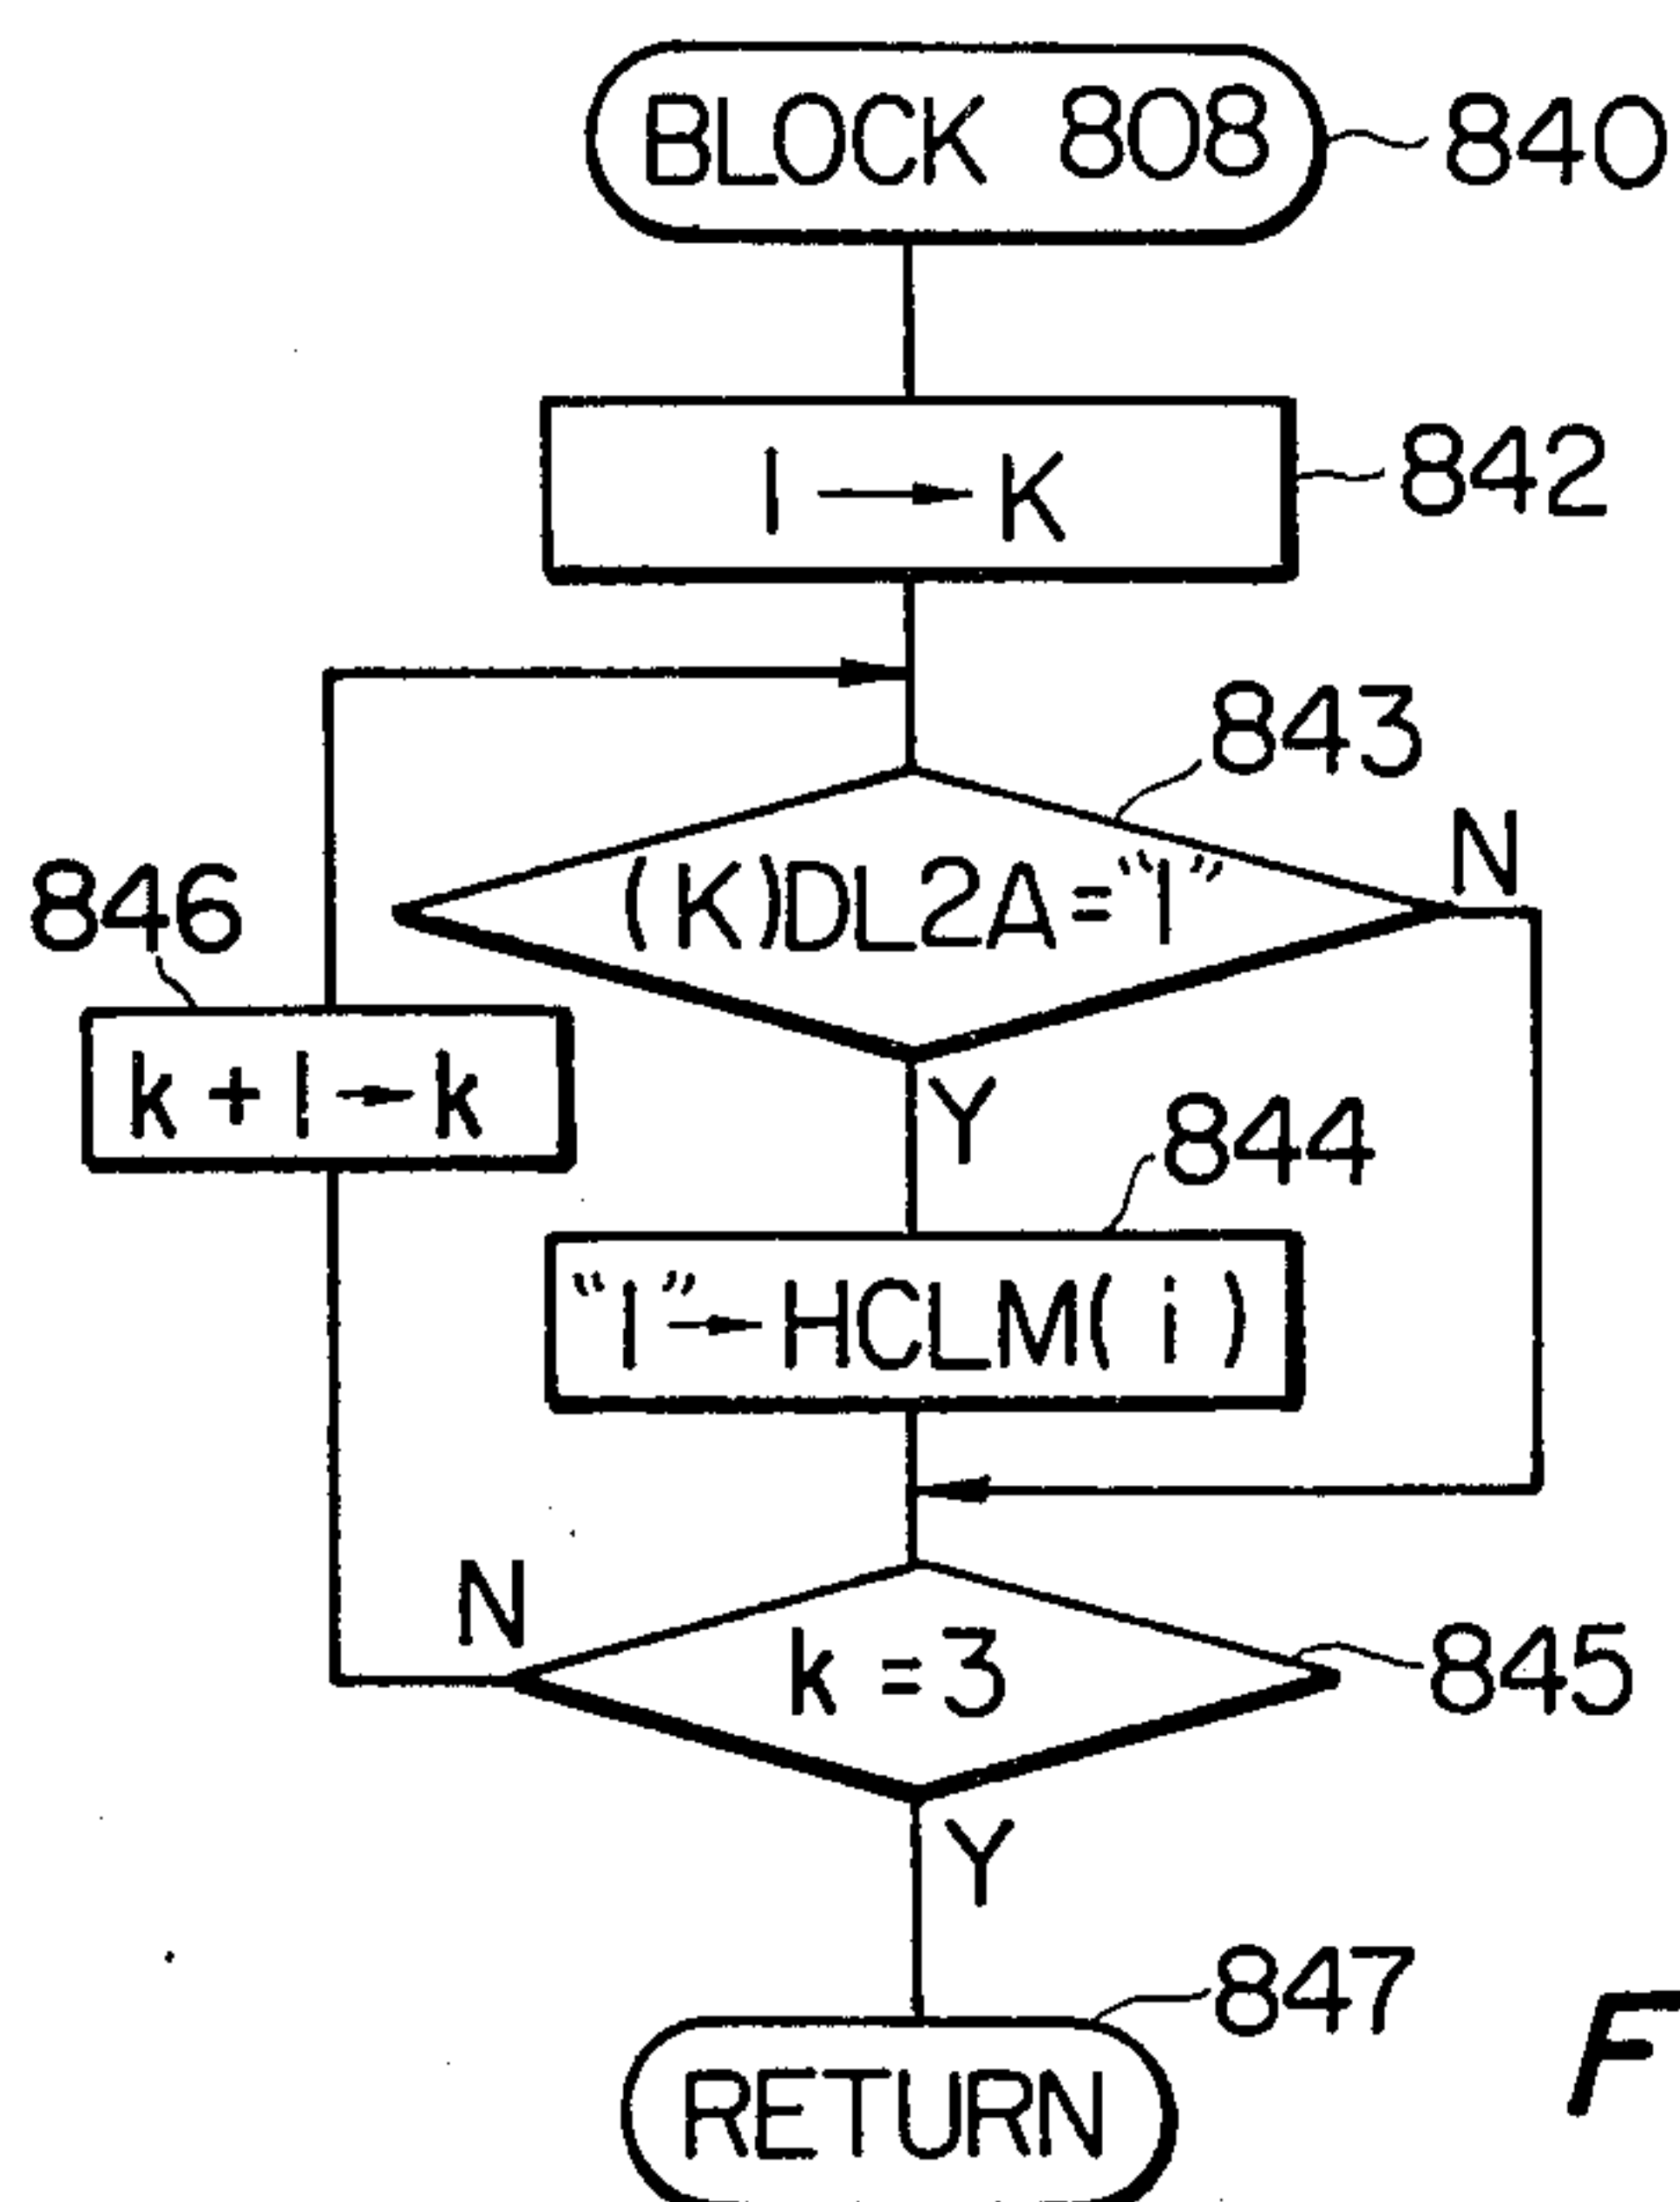 BLOCK 808
840
1 → K
842
843
(K)DL2A="1"
N
846
k + 1 → k
Y
844
"1" → HCLM( i )
N
k = 3
845
Y
847
RETURN
F